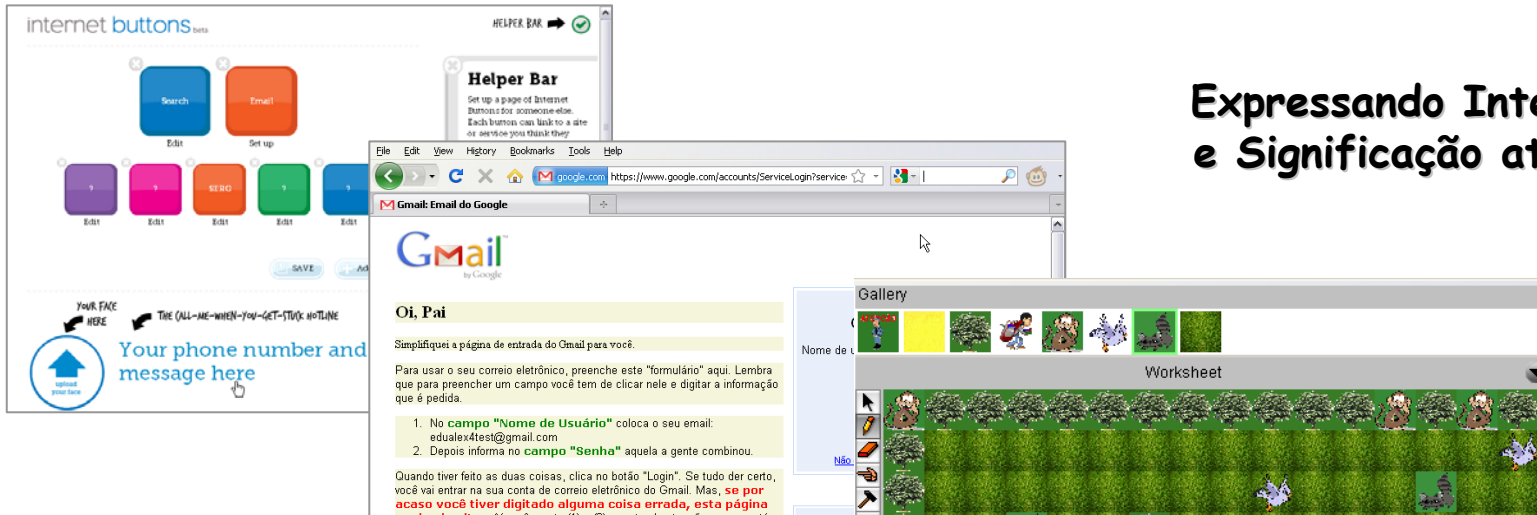 internet buttons beta
HELPER BAR
Search
Email
Edit
Set up
?
?
SERG
?
?
Edit
Edit
Edit
Edit
Edit
SAVE
YOUR FACE
HERE
THE CALL-ME-WHEN-YOU-GET-STUCK HOTLINE
upload
your face
Your phone number and
message here
Helper Bar
Set up a page of Internet
Buttons for someone else.
Each button can link to a site
or service you think they
File Edit View History Bookmarks Tools Help
google.com https://www.google.com/accounts/ServiceLogin?service
Gmail: Email do Google
Gmail
by Google
Oi, Pai
Simplifiquei a página de entrada do Gmail para você.
Para usar o seu correio eletrônico, preenche este "formulário" aqui. Lembra
que para preencher um campo você tem de clicar nele e digitar a informação
que é pedida.
1. No campo "Nome de Usuário" coloca o seu email:
edualex4test@gmail.com
2. Depois informa no campo "Senha" aquela a gente combinou.
Quando tiver feito as duas coisas, clica no botão "Login". Se tudo der certo,
você vai entrar na sua conta de correio eletrônico do Gmail. Mas, se por
acaso você tiver digitado alguma coisa errada, esta página
Nome de
Não
Expressando
e Significação
Gallery
Worksheet